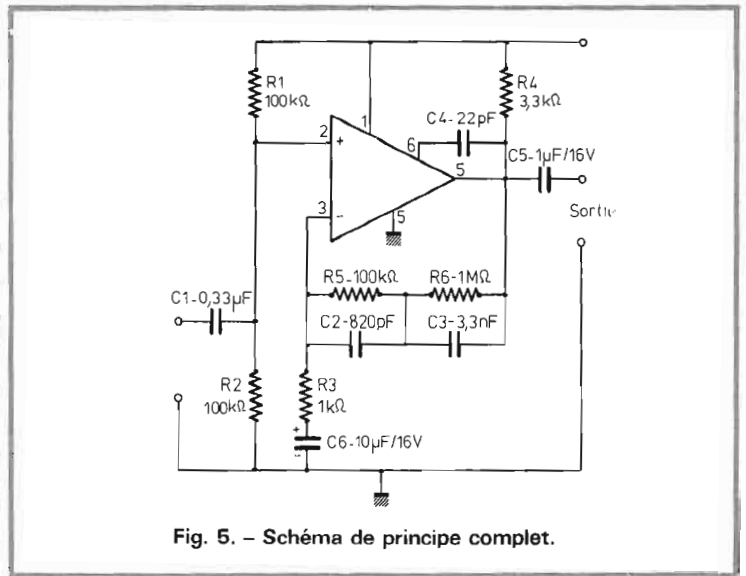 R1
100kΩ
R4
3,3kΩ
1
C4-22pF
2
+
6
5
C5-1µF/16V
3
-
5
R5-100kΩ
R6-1MΩ
C1-0,33µF
C2-820pF
C3-3,3nF
R2
100kΩ
R3
1kΩ
+
C6-10µF/16V
-
Fig. 5. – Schéma de principe complet.